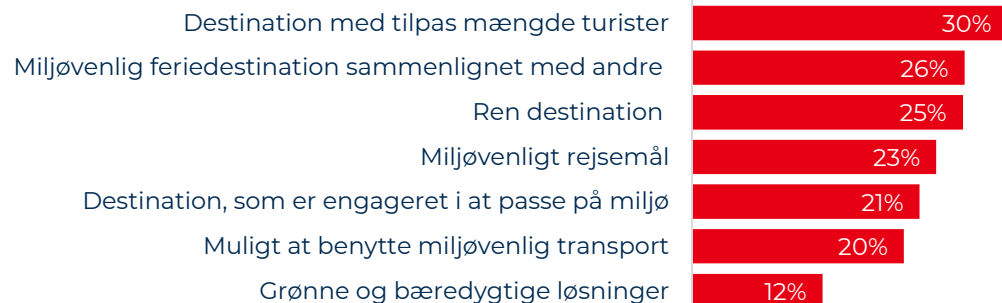 Destination med tilpas mængde turister 30%
Miljøvenlig feriedestination sammenlignet med andre 26%
Ren destination 25%
Miljøvenligt rejsemål 23%
Destination, som er engageret i at passe på miljø 21%
Muligt at benytte miljøvenlig transport 20%
Grønne og bæredygtige løsninger 12%